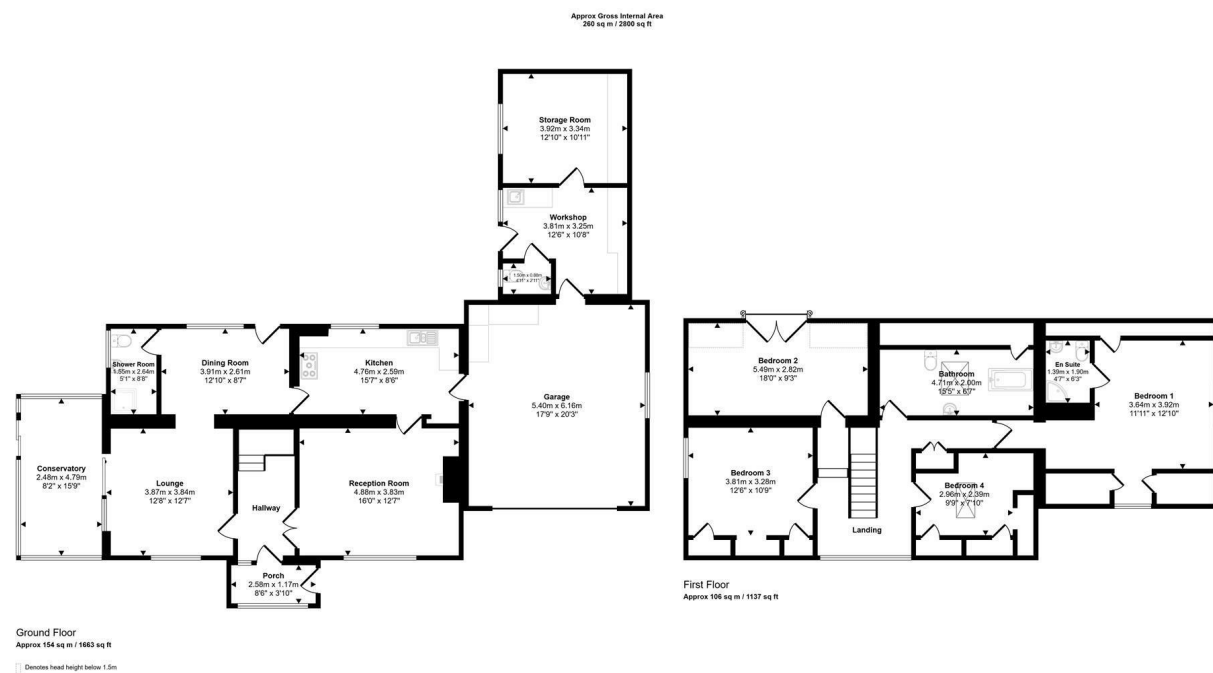 Approx Gross Internal Area
260 sq m / 2800 sq ft
Storage Room
3.92m x 3.34m
12'10" x 10'11"
Workshop
3.81m x 3.25m
12'6" x 10'8"
1.50m x 0.88m
4'11" x 2'11"
Shower Room
1.55m x 2.64m
5'1" x 8'8"
Dining Room
3.91m x 2.61m
12'10" x 8'7"
Kitchen
4.76m x 2.59m
15'7" x 8'6"
Garage
5.40m x 6.16m
17'9" x 20'3"
Conservatory
2.48m x 4.79m
8'2" x 15'9"
Lounge
3.87m x 3.84m
12'8" x 12'7"
Hallway
Reception Room
4.88m x 3.83m
16'0" x 12'7"
Porch
2.58m x 1.17m
8'6" x 3'10"
Ground Floor
Approx 154 sq m / 1663 sq ft
Denotes head height below 1.5m
Bedroom 2
5.49m x 2.82m
18'0" x 9'3"
Bathroom
4.71m x 2.00m
15'5" x 6'7"
En Suite
1.39m x 1.90m
4'7" x 6'3"
Bedroom 1
3.64m x 3.92m
11'11" x 12'10"
Bedroom 3
3.81m x 3.28m
12'6" x 10'9"
Landing
Bedroom 4
2.96m x 2.39m
9'9" x 7'10"
First Floor
Approx 106 sq m / 1137 sq ft